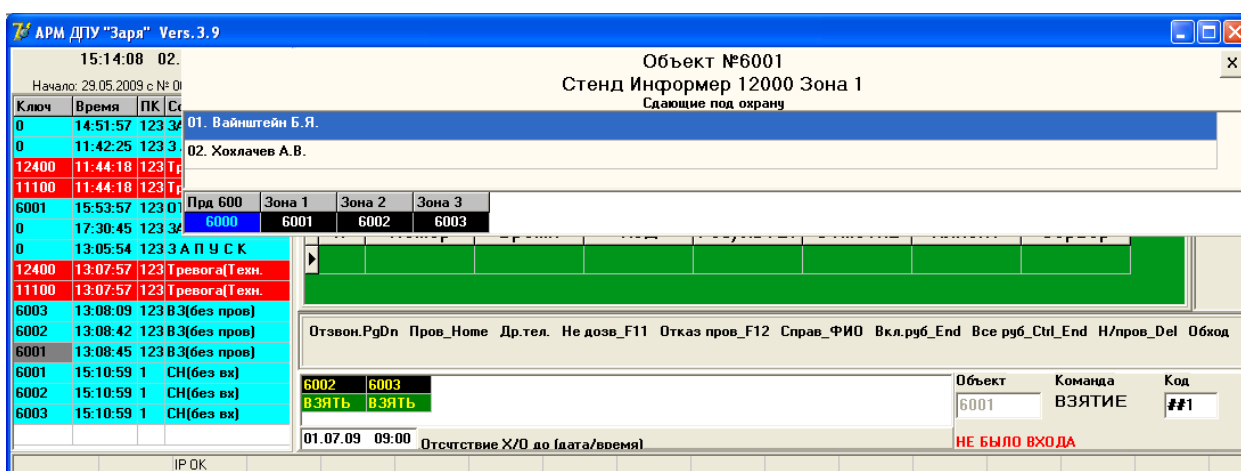 АРМ ДПУ "Заря" Vers.3.9
15:14:08 02.
Объект №6001
X
Стенд Информер 12000 Зона 1
Начало: 29.05.2009 с №
Сдающие под охрану
Ключ Время ПК
0 14:51:57 123
01. Вайнштейн Б.Я.
0 11:42:25 123 З
02. Хохлачев А.В.
12400 11:44:18 123
11100 11:44:18 123
6001 15:53:57 123
Прд 600 Зона 1 Зона 2 Зона 3
6000 6001 6002 6003
0 17:30:45 123
0 13:05:54 123 З А П У С К
12400 13:07:57 123 Тревога(Техн.
11100 13:07:57 123 Тревога(Техн.
6003 13:08:09 123 ВЗ(без пров)
6002 13:08:42 123 ВЗ(без пров)
6001 13:08:45 123 ВЗ(без пров)
6001 15:10:59 1 СН(без вх)
6002 15:10:59 1 СН(без вх)
6003 15:10:59 1 СН(без вх)
Отзвон.PgDn Пров_Home Др.тел. Не дозв_F11 Отказ пров_F12 Справ_ФИО Вкл.руб_End Все руб_Ctrl_End Н/пров_Del Обход
6002 6003
ВЗЯТЬ ВЗЯТЬ
Объект Команда Код
6001 ВЗЯТИЕ ##1
01.07.09 09:00 Отсутствие Х/О до (дата/время)
НЕ БЫЛО ВХОДА
IP OK